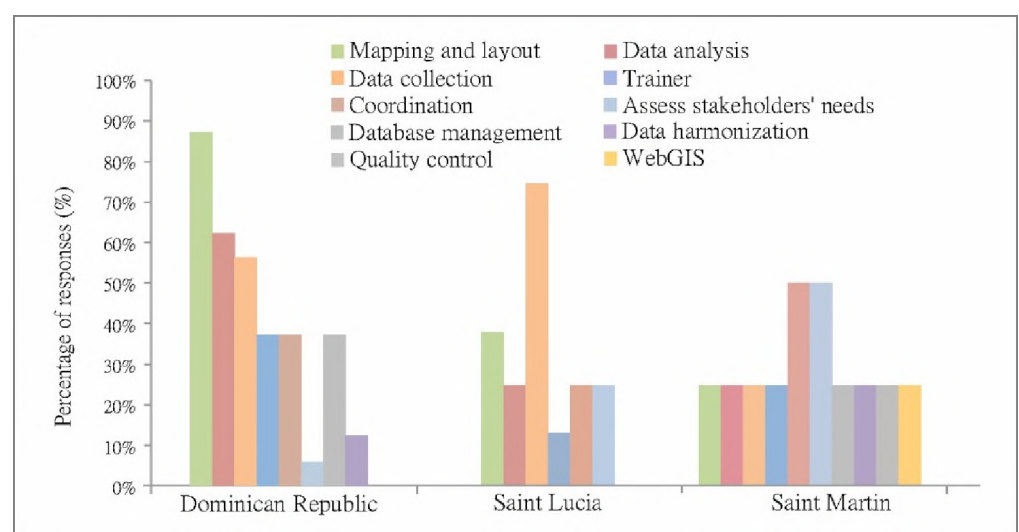 Mapping and layout Data analysis
Data collection Trainer
Coordination Assess stakeholders' needs
Database management Data harmonization
Quality control WebGIS
Percentage of responses (%)
100%
90%
80%
70%
60%
50%
40%
30%
20%
10%
0%
Dominican Republic Saint Lucia Saint Martin